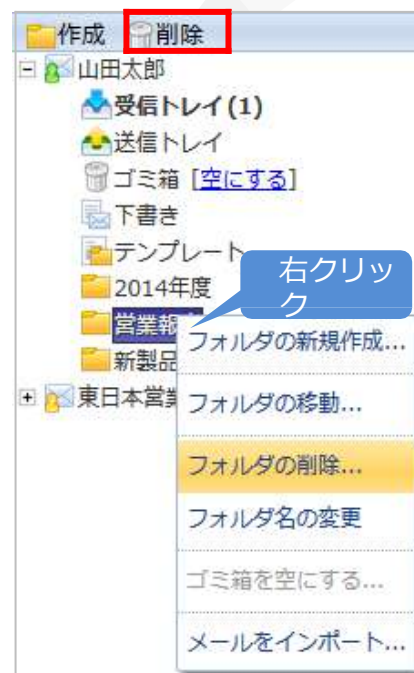 作成 削除
山田太郎
受信トレイ (1)
送信トレイ
ゴミ箱 [空にする]
下書き
テンプレート
右クリッ
ク
2014年度
営業報
フォルダの新規作成...
新製品
東日本営業
フォルダの移動...
フォルダの削除...
フォルダ名の変更
ゴミ箱を空にする...
メールをインポート...